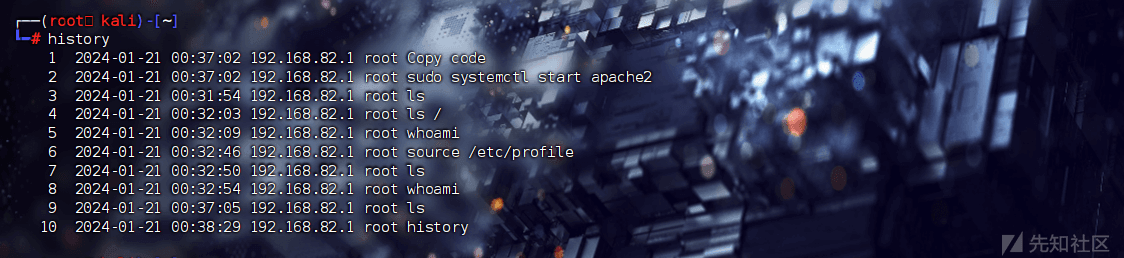 ┌──(root㉿ kali)-[~]
└─# history
1 2024-01-21 00:37:02 192.168.82.1 root Copy code
2 2024-01-21 00:37:02 192.168.82.1 root sudo systemctl start apache2
3 2024-01-21 00:31:54 192.168.82.1 root ls
4 2024-01-21 00:32:03 192.168.82.1 root ls /
5 2024-01-21 00:32:09 192.168.82.1 root whoami
6 2024-01-21 00:32:46 192.168.82.1 root source /etc/profile
7 2024-01-21 00:32:50 192.168.82.1 root ls
8 2024-01-21 00:32:54 192.168.82.1 root whoami
9 2024-01-21 00:37:05 192.168.82.1 root ls
10 2024-01-21 00:38:29 192.168.82.1 root history
先知社区